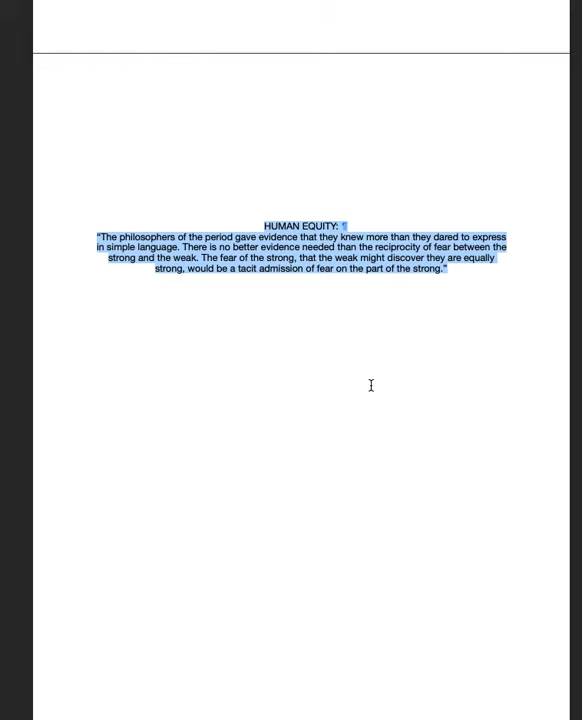 HUMAN EQUITY: ¶
“The philosophers of the period gave evidence that they knew more than they dared to express
in simple language. There is no better evidence needed than the reciprocity of fear between the
strong and the weak. The fear of the strong, that the weak might discover they are equally
strong, would be a tacit admission of fear on the part of the strong.”